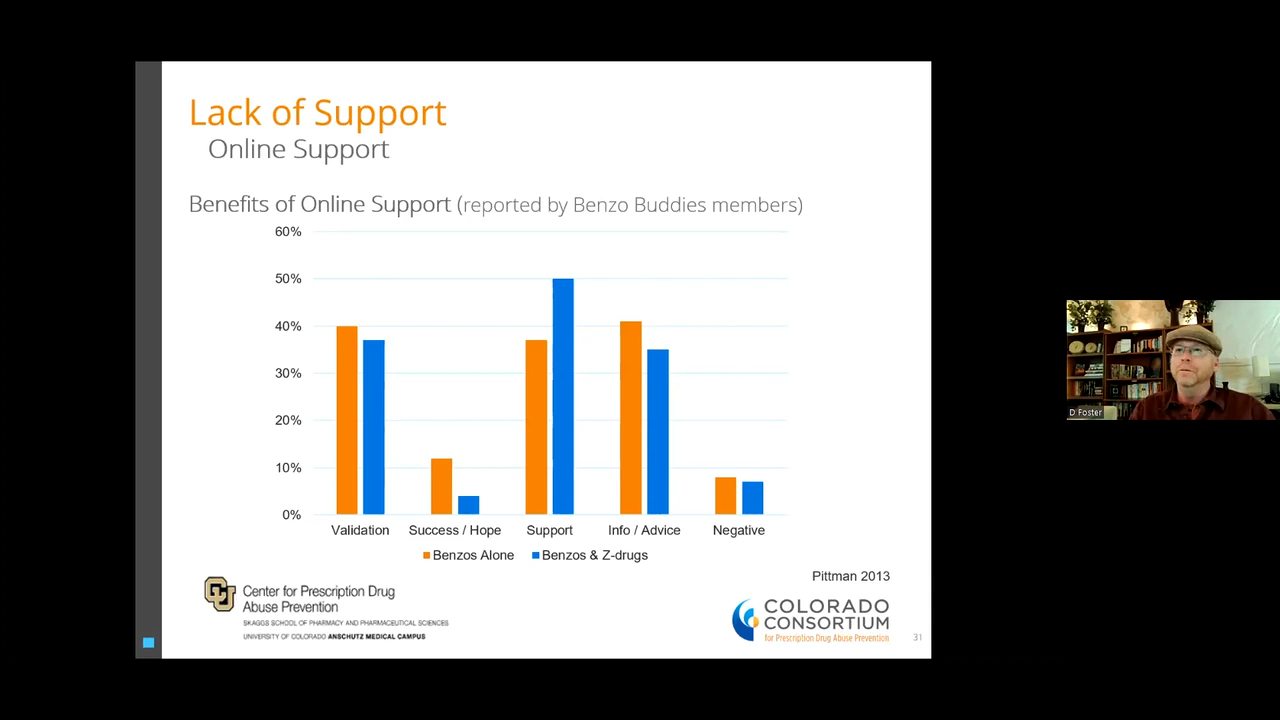 Lack of Support
Online Support
Benefits of Online Support (reported by Benzo Buddies members)
60%
50%
40%
30%
20%
10%
0%
Validation
Success / Hope
Support
Info / Advice
Negative
Benzos Alone
Benzos & Z-drugs
Pittman 2013
CU
Center for Prescription Drug
Abuse Prevention
SKAGGS SCHOOL OF PHARMACY AND PHARMACEUTICAL SCIENCES
UNIVERSITY OF COLORADO ANSCHUTZ MEDICAL CAMPUS
COLORADO
CONSORTIUM
for Prescription Drug Abuse Prevention
31
D Foster